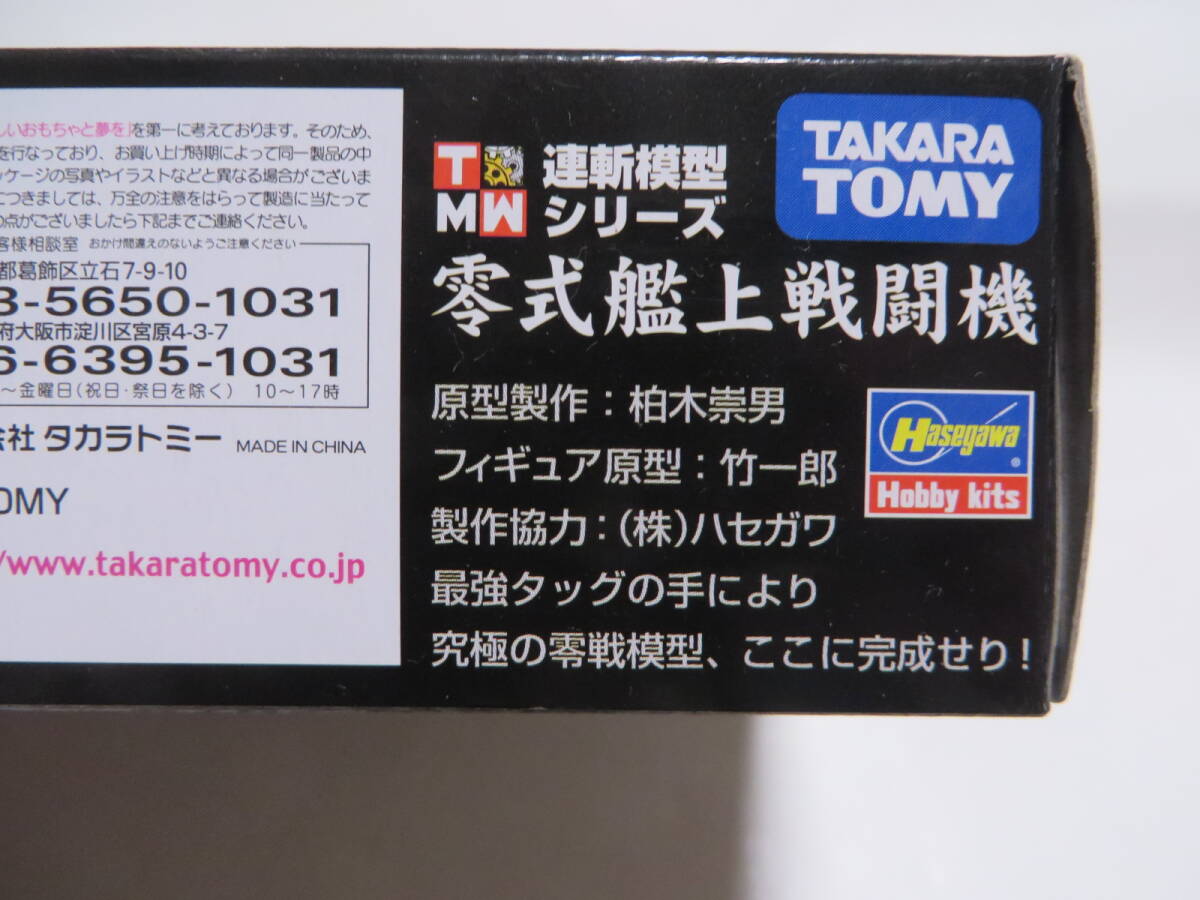 しいおもちゃと夢を」を第一に考えております。そのため、
を行なっており、お買い上げ時期によって同一製品の中
ッケージの写真やイラストなどと異なる場合がございま
につきましては、万全の注意をはらって製造に当たって
の点がございましたら下記までご連絡ください。
客様相談室 おかけ間違えのないようご注意ください
都葛飾区立石7-9-10
3-5650-1031
府大阪市淀川区宮原4-3-7
6-6395-1031
～金曜日(祝日・祭日を除く) 10～17時
会社 タカラトミー MADE IN CHINA
OMY
/www.takaratomy.co.jp
T
MW
連斬模型
シリーズ
TAKARA
TOMY
零式艦上戦闘機
原型製作：柏木崇男
フィギュア原型：竹一郎
製作協力：(株)ハセガワ
最強タッグの手により
究極の零戦模型、ここに完成せり！
Hasegawa®
Hobby kits